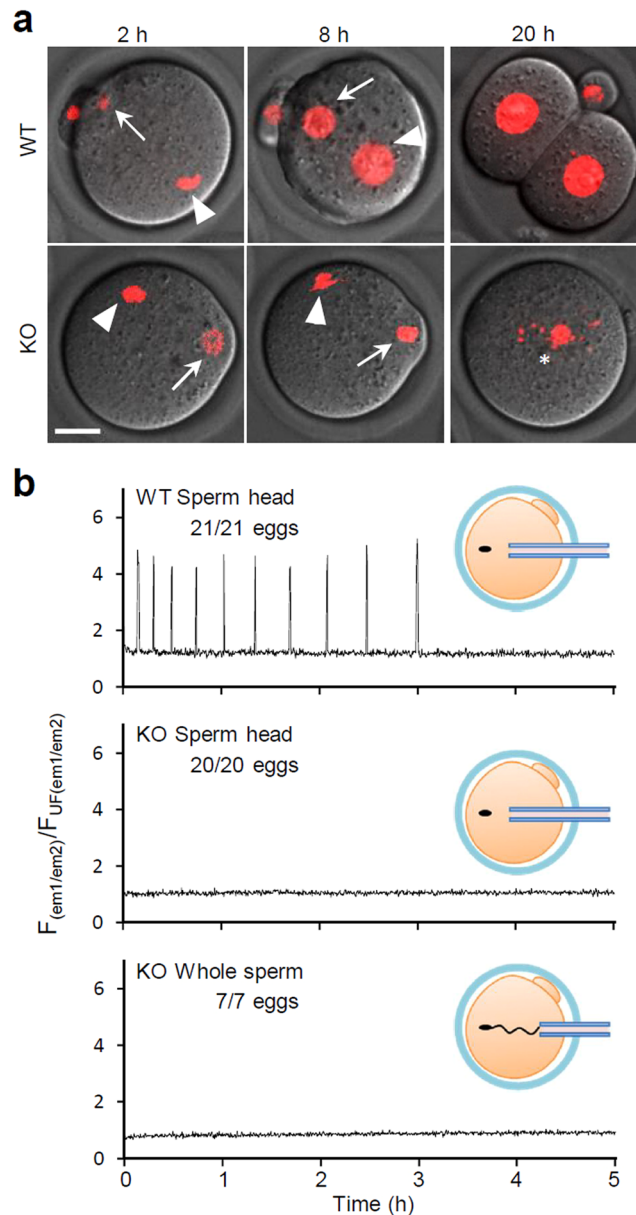 a
2 h 8 h 20 h
WT
KO
*
b
WT Sperm head
21/21 eggs
6
4
2
0
KO Sperm head
20/20 eggs
6
4
2
0
F(em1/em2)/FUF(em1/em2)
KO Whole sperm
7/7 eggs
6
4
2
0
0 1 2 3 4 5
Time (h)